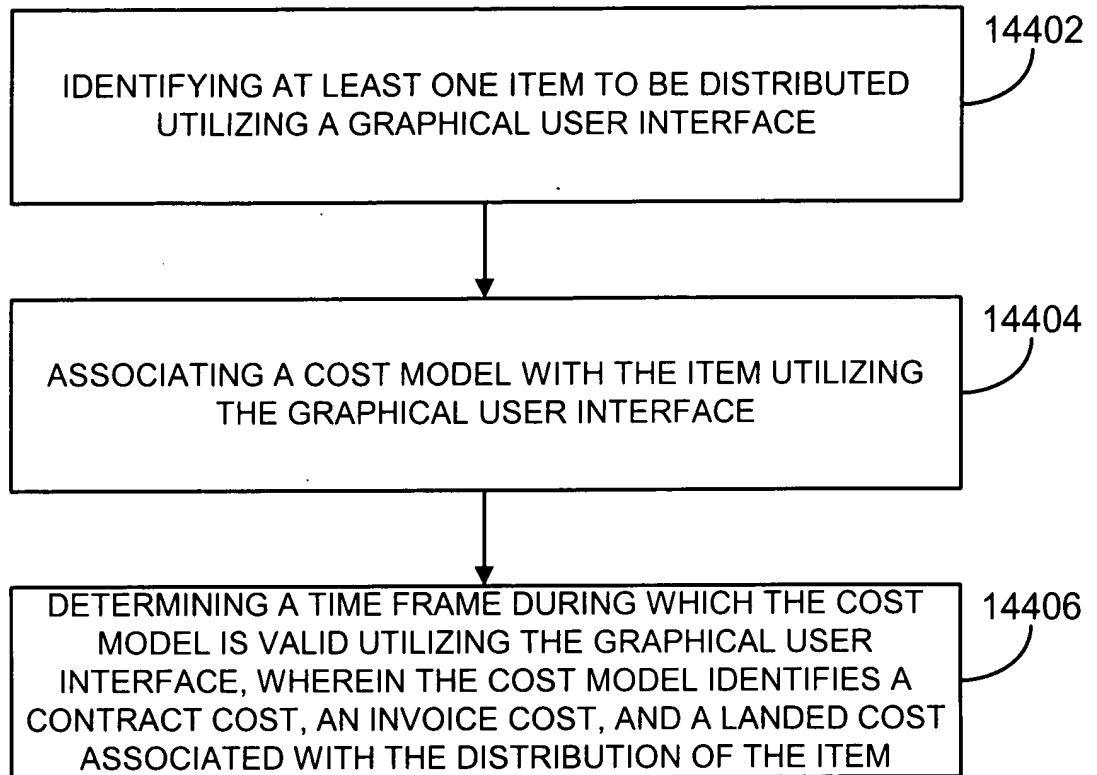 14402
IDENTIFYING AT LEAST ONE ITEM TO BE DISTRIBUTED
UTILIZING A GRAPHICAL USER INTERFACE
14404
ASSOCIATING A COST MODEL WITH THE ITEM UTILIZING
THE GRAPHICAL USER INTERFACE
14406
DETERMINING A TIME FRAME DURING WHICH THE COST
MODEL IS VALID UTILIZING THE GRAPHICAL USER
INTERFACE, WHEREIN THE COST MODEL IDENTIFIES A
CONTRACT COST, AN INVOICE COST, AND A LANDED COST
ASSOCIATED WITH THE DISTRIBUTION OF THE ITEM